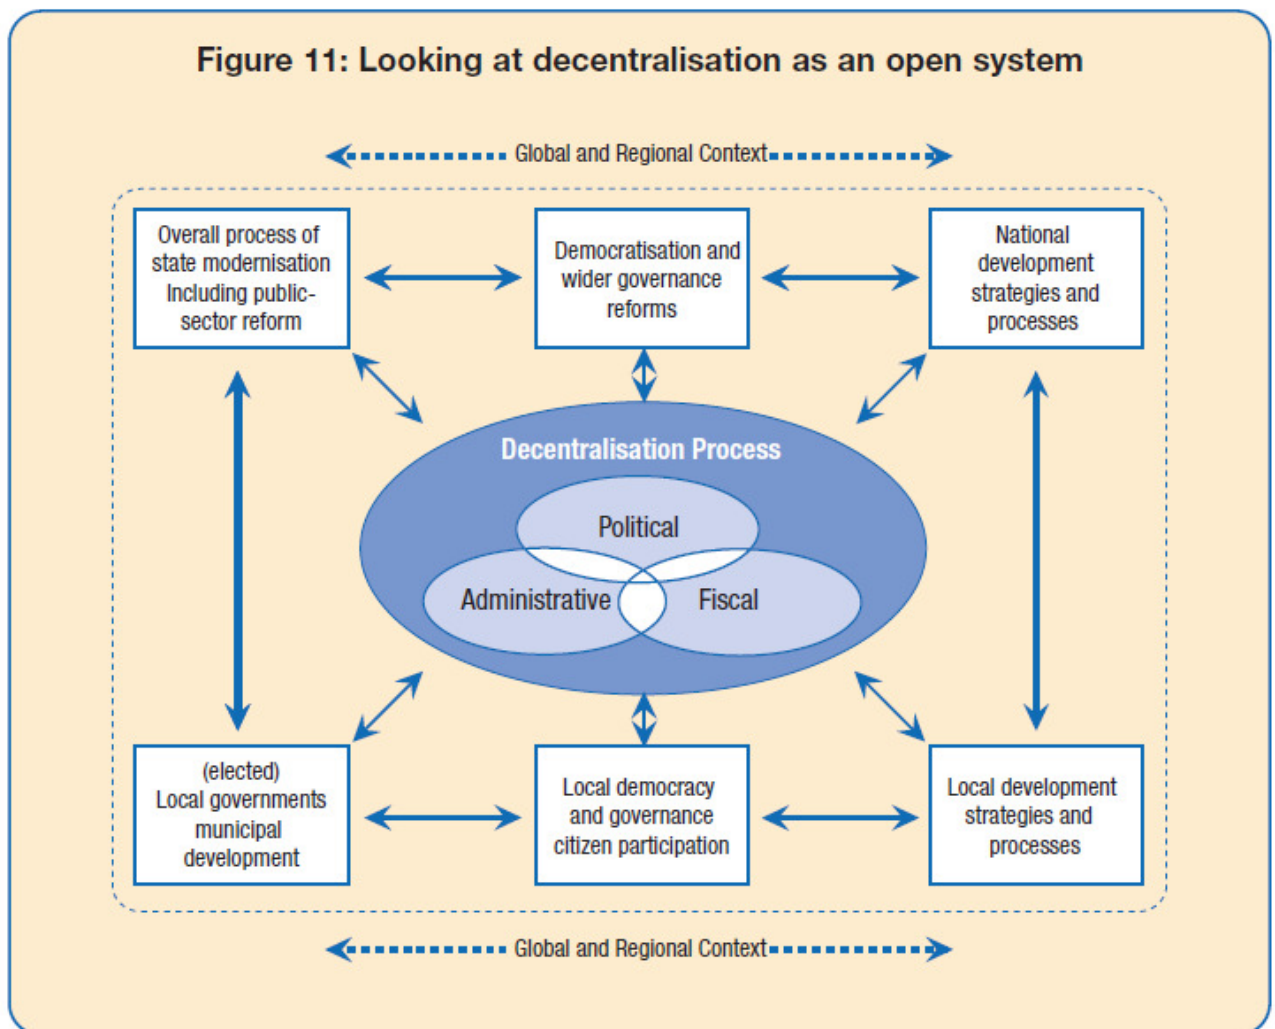 Figure 11: Looking at decentralisation as an open system
Global and Regional Context
Overall process of
state modernisation
Including public-
sector reform
Democratisation and
wider governance
reforms
National
development
strategies and
processes
Decentralisation Process
Political
Administrative
Fiscal
(elected)
Local governments
municipal
development
Local democracy
and governance
citizen participation
Local development
strategies and
processes
Global and Regional Context